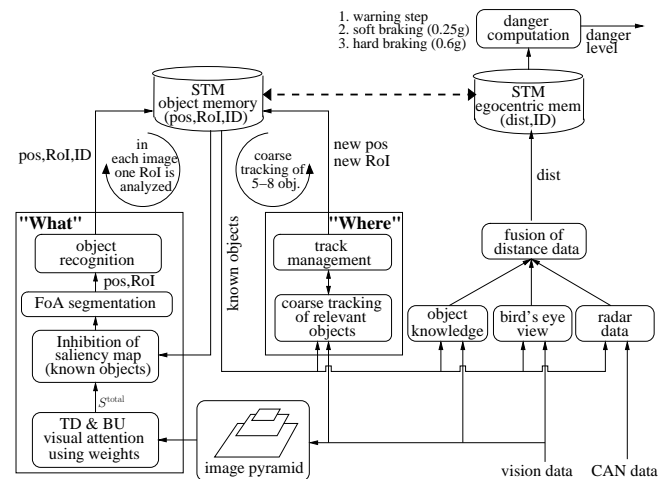 1. warning step
2. soft braking (0.25g)
3. hard braking (0.6g)
danger
computation
danger
level
STM
object memory
(pos,RoI,ID)
STM
egocentric mem
(dist,ID)
pos,RoI,ID
in
each image
one RoI is
analyzed
coarse
tracking of
5–8 obj.
new pos
new RoI
dist
"What"
object
recognition
pos,RoI
FoA segmentation
Inhibition of
saliency map
(known objects)
S^total
TD & BU
visual attention
using weights
known objects
"Where"
track
management
coarse tracking
of relevant
objects
fusion of
distance data
object
knowledge
bird's eye
view
radar
data
image pyramid
vision data
CAN data